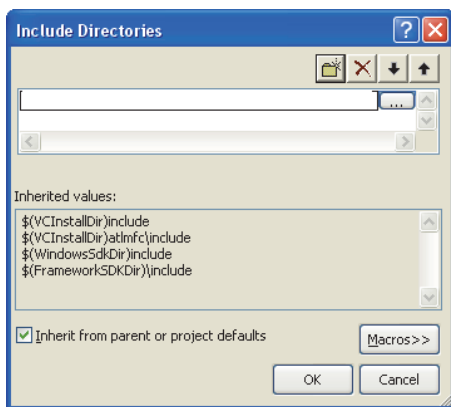 Include Directories
...
Inherited values:
$(VCInstallDir)include
$(VCInstallDir)atlmfc\include
$(WindowsSdkDir)include
$(FrameworkSDKDir)\include
Inherit from parent or project defaults
Macros>>
OK
Cancel